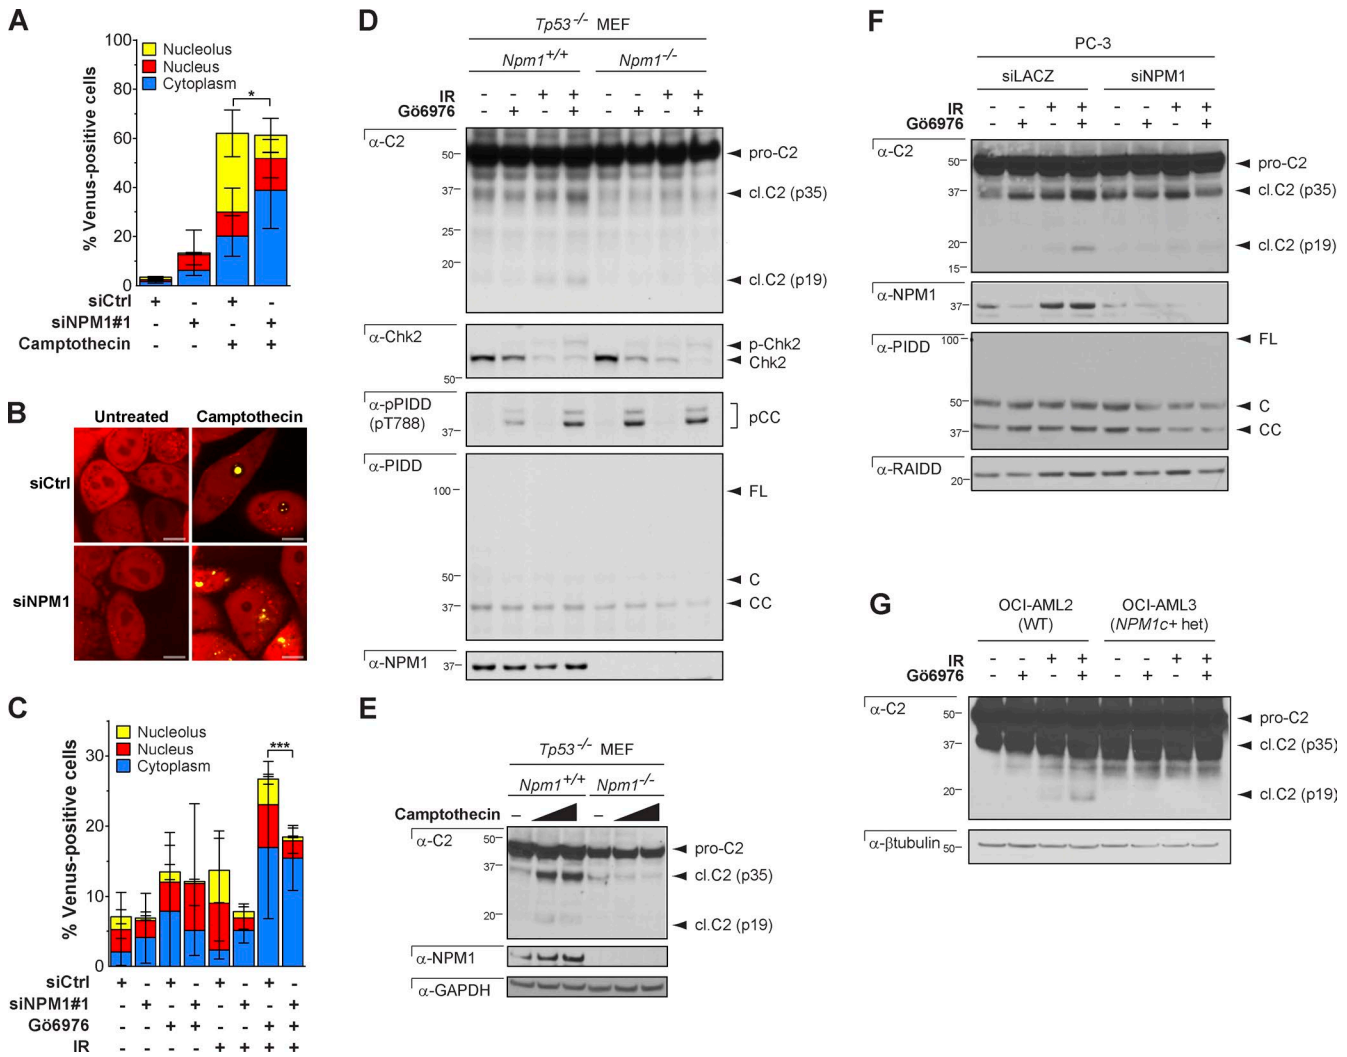 A
100
80
60
40
20
0
% Venus-positive cells
Nucleolus
Nucleus
Cytoplasm
*
siCtrl + - + -
siNPM1#1 - + - +
Camptothecin - - + +
B
Untreated Camptothecin
siCtrl
siNPM1
C
30
20
10
0
% Venus-positive cells
Nucleolus
Nucleus
Cytoplasm
***
siCtrl + - + - + - + -
siNPM1#1 - + - + - + - +
Gö6976 - - + + - - + +
IR - - - - + + + +
D
Tp53-/- MEF
Npm1+/+ Npm1-/-
IR - - + + - - + +
Gö6976 - + - + - + - +
α-C2
50
37
25
20
pro-C2
cl.C2 (p35)
cl.C2 (p19)
α-Chk2
50
p-Chk2
Chk2
α-pPIDD
(pT788)
37
pCC
α-PIDD
100
50
37
FL
C
CC
α-NPM1
37
E
Tp53-/- MEF
Npm1+/+ Npm1-/-
Camptothecin – –
α-C2
50
37
20
pro-C2
cl.C2 (p35)
cl.C2 (p19)
α-NPM1
α-GAPDH
F
PC-3
siLACZ siNPM1
IR - - + + - - + +
Gö6976 - + - + - + - +
α-C2
50
37
20
15
pro-C2
cl.C2 (p35)
cl.C2 (p19)
α-NPM1
37
α-PIDD
100
50
37
FL
C
CC
α-RAIDD
20
G
OCI-AML2 OCI-AML3
(WT) (NPM1c+ het)
IR - - + + - - + +
Gö6976 - + - + - + - +
α-C2
50
37
20
pro-C2
cl.C2 (p35)
cl.C2 (p19)
α-βtubulin 50